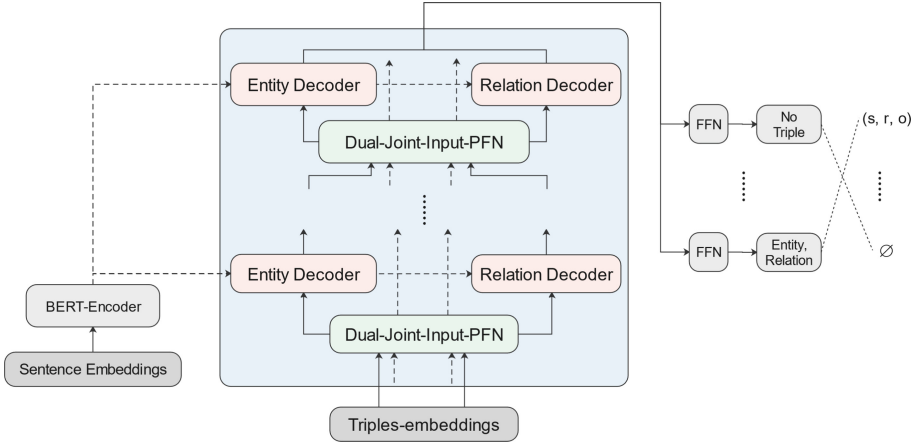 Entity Decoder
Relation Decoder
Dual-Joint-Input-PFN
FFN
No
Triple
(s, r, o)
FFN
Entity,
Relation
∅
Entity Decoder
Relation Decoder
BERT-Encoder
Dual-Joint-Input-PFN
Sentence Embeddings
Triples-embeddings